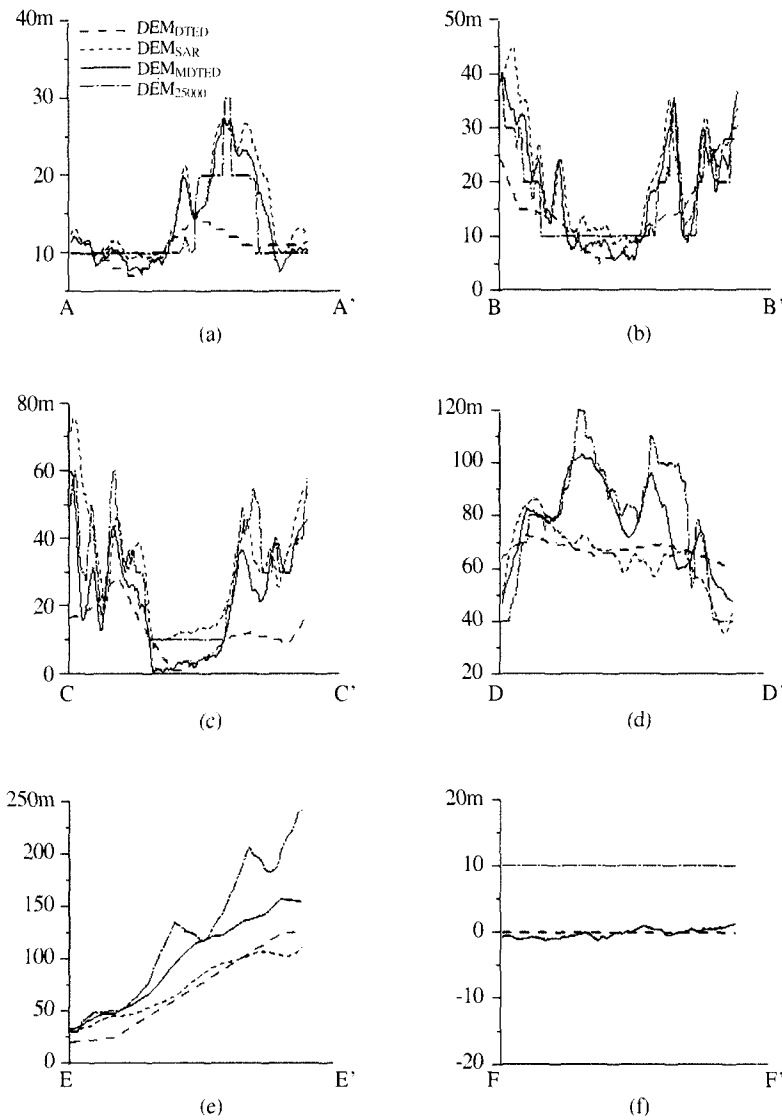 40m
30
20
10
A A'
(a)
DEMDTED
DEMSAR
DEMMDTED
DEM25000
50m
40
30
20
10
0
B B'
(b)
80m
60
40
20
0
C C'
(c)
120m
100
80
60
40
20
D D'
(d)
250m
200
150
100
50
0
E E'
(e)
20m
10
0
-10
-20
F F'
(f)